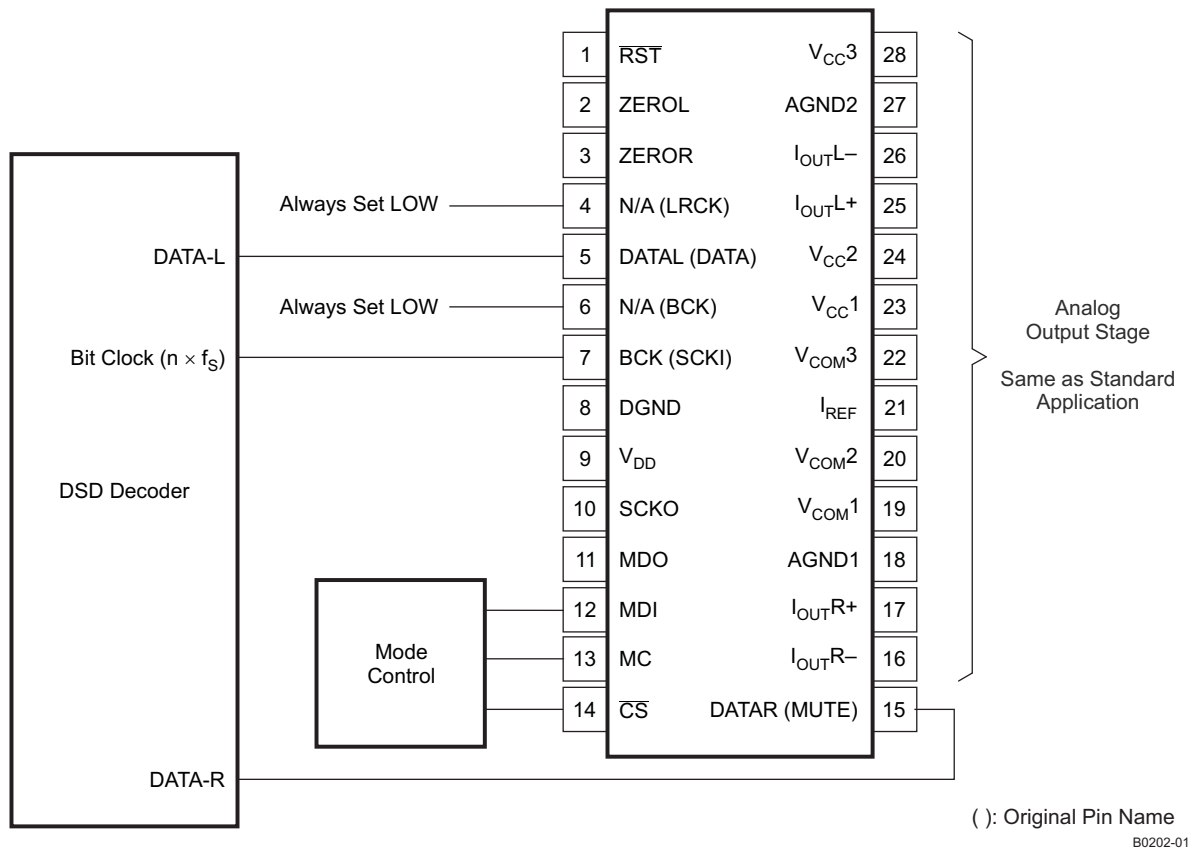 1 RST VCC3 28
2 ZEROL AGND2 27
3 ZEROR IOUTL– 26
Always Set LOW 4 N/A (LRCK) IOUTL+ 25
DATA-L 5 DATAL (DATA) VCC2 24
Always Set LOW 6 N/A (BCK) VCC1 23
Analog
Output Stage
Bit Clock (n × fS) 7 BCK (SCKI) VCOM3 22
Same as Standard
Application
8 DGND IREF 21
9 VDD VCOM2 20
DSD Decoder
10 SCKO VCOM1 19
11 MDO AGND1 18
12 MDI IOUTR+ 17
Mode
Control
13 MC IOUTR– 16
14 CS DATAR (MUTE) 15
DATA-R
( ): Original Pin Name
B0202-01